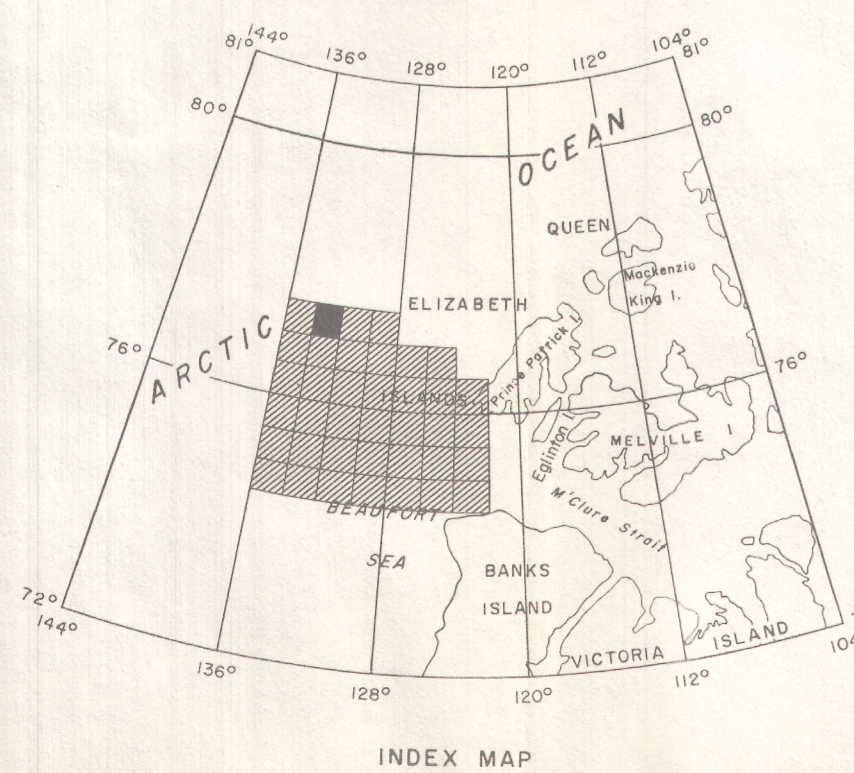 144° 136° 128° 120° 112° 104°
81° 81°
80° 80°
OCEAN
QUEEN
Mackenzie
King I.
ELIZABETH
ARCTIC
76° 76°
Prince Patrick I.
ISLANDS
Eglinton I.
MELVILLE I
M'Clure Strait
BEAUFORT
SEA
BANKS
ISLAND
VICTORIA ISLAND
72°
144° 136° 128° 120° 112° 104
INDEX MAP